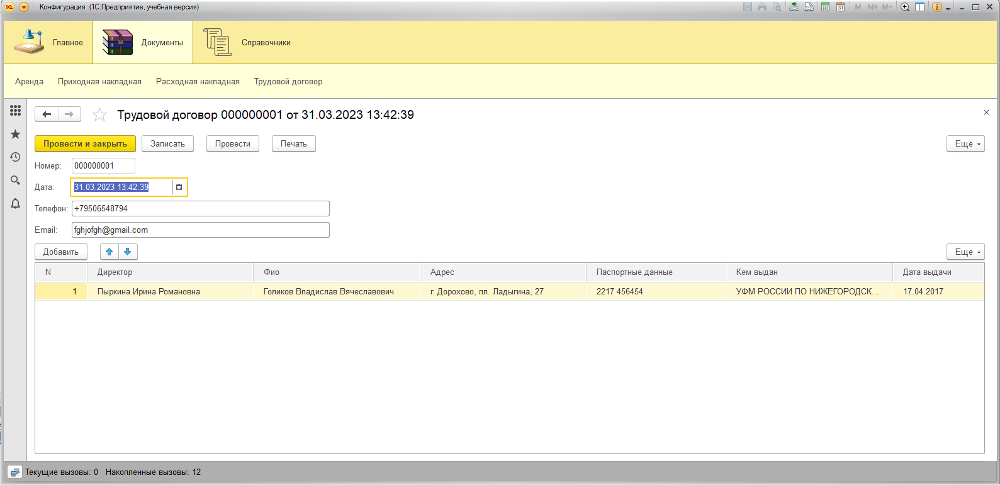 Конфигурация (1С:Предприятие, учебная версия)
M M+ M-
Главное
Документы
Справочники
Аренда Приходная накладная Расходная накладная Трудовой договор
Трудовой договор 000000001 от 31.03.2023 13:42:39
Провести и закрыть Записать Провести Печать Еще
Номер: 000000001
Дата: 31.03.2023 13:42:39
Телефон: +79506548794
Email: fghjofgh@gmail.com
Добавить Еще
N Директор Фио Адрес Паспортные данные Кем выдан Дата выдачи
1 Пыркина Ирина Романовна Голиков Владислав Вячеславович г. Дорохово, пл. Ладыгина, 27 2217 456454 УФМ РОССИИ ПО НИЖЕГОРОДСК... 17.04.2017
Текущие вызовы: 0 Накопленные вызовы: 12